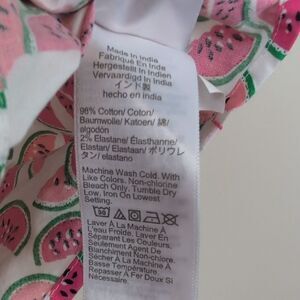 Made In India
Fabriqué En Inde
Hergestellt In Indien
Vervaardigd In India
インド製
hecho en india
98% Cotton/ Coton/
Baumwolle/ Katoen/ 綿/
algodón
2% Elastane/ Élasthanne/
Elastan/ Elastaan/ ポリウレ
タン/ elastano
Machine Wash Cold. With
Like Colors. Non-chlorine
Bleach Only. Tumble Dry
Low, Iron On Lowest
Setting.
30
Laver À La Machine À
L'eau Froide. Laver En
Séparant Les Couleurs.
Seulement Agent De
Blanchiment Non Chloré.
Sécher À La Machine À
Basse Température.
Repasser À Fer Doux Si
Nécessaire.